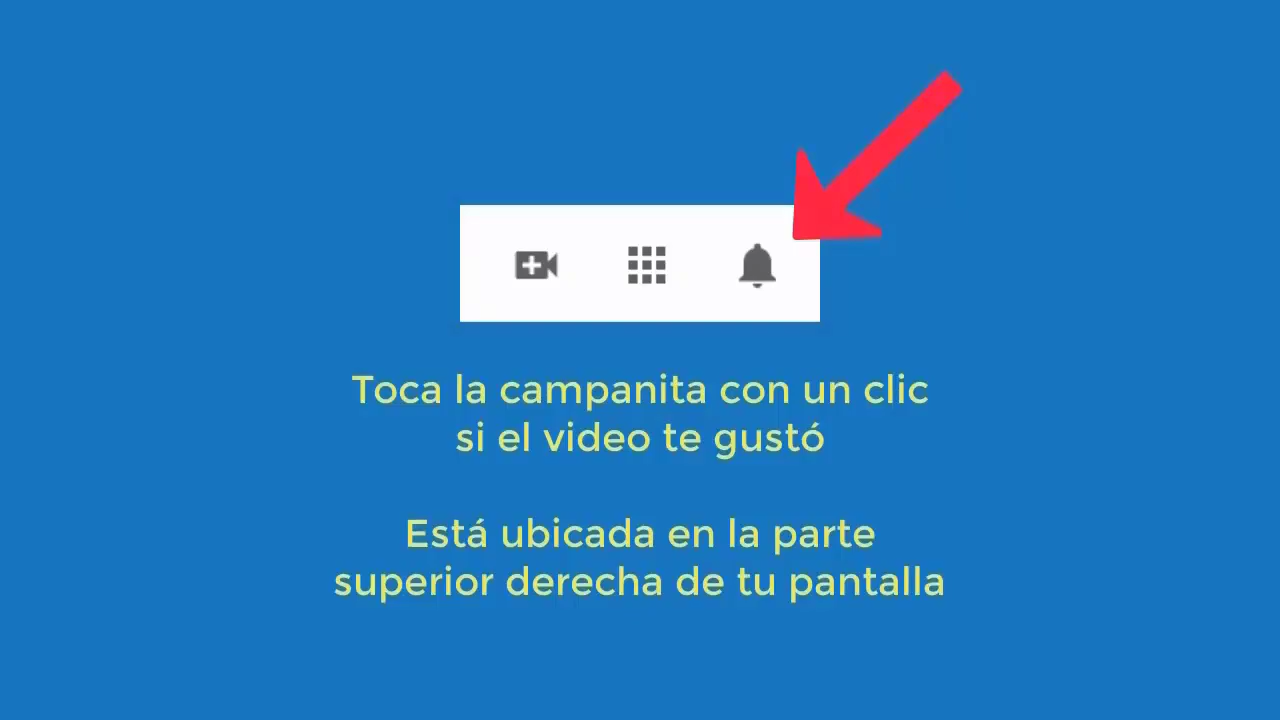 Toca la campanita con un clic
si el video te gustó
Está ubicada en la parte
superior derecha de tu pantalla